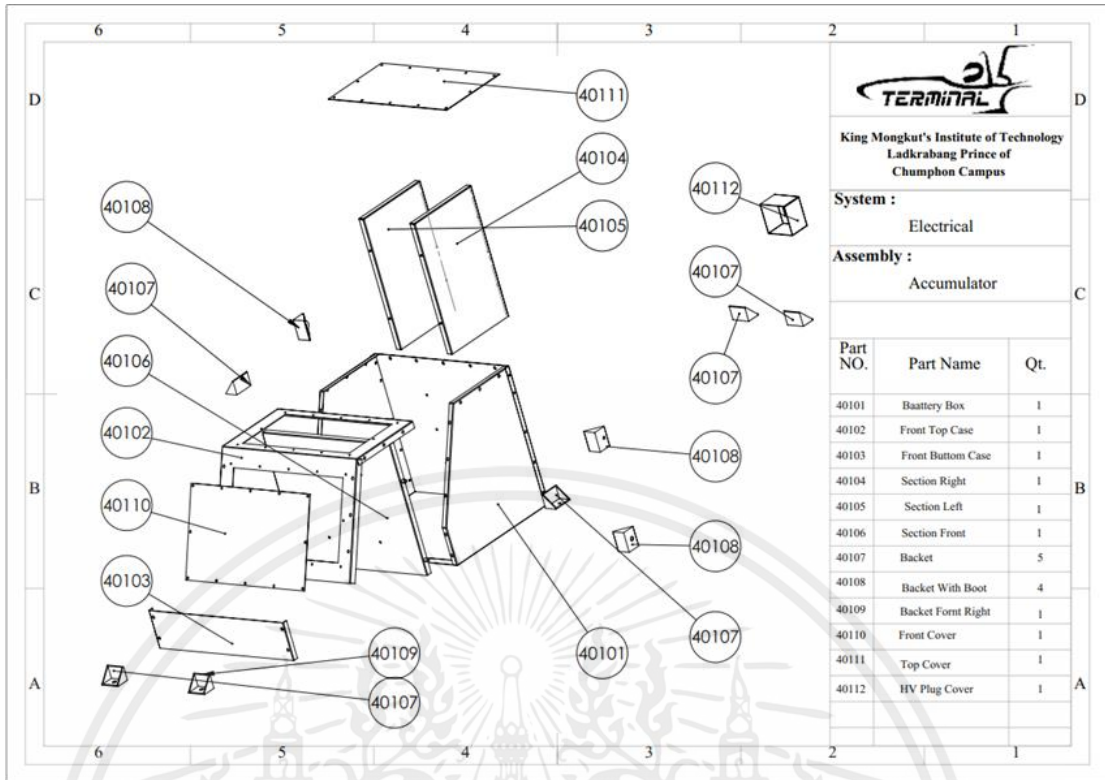 6 5 4 3 2 1
D D
40111
TERMINAL
King Mongkut's Institute of Technology
Ladkrabang Prince of
Chumphon Campus
40104
40112
40108
System :
40105
Electrical
Assembly :
40107
40107
Accumulator
C C
40106
40107
Part NO. Part Name Qt.
40101 Baattery Box 1
40102
40102 Front Top Case 1
40103 Front Buttom Case 1
40108
40104 Section Right 1
B B
40110
40105 Section Left 1
40106 Section Front 1
40108
40107 Backet 5
40103
40108 Backet With Boot 4
40109 Backet Fornt Right 1
40107
40101
40109
40110 Front Cover 1
40111 Top Cover 1
A A
40107
40112 HV Plug Cover 1
6 5 4 3 2 1